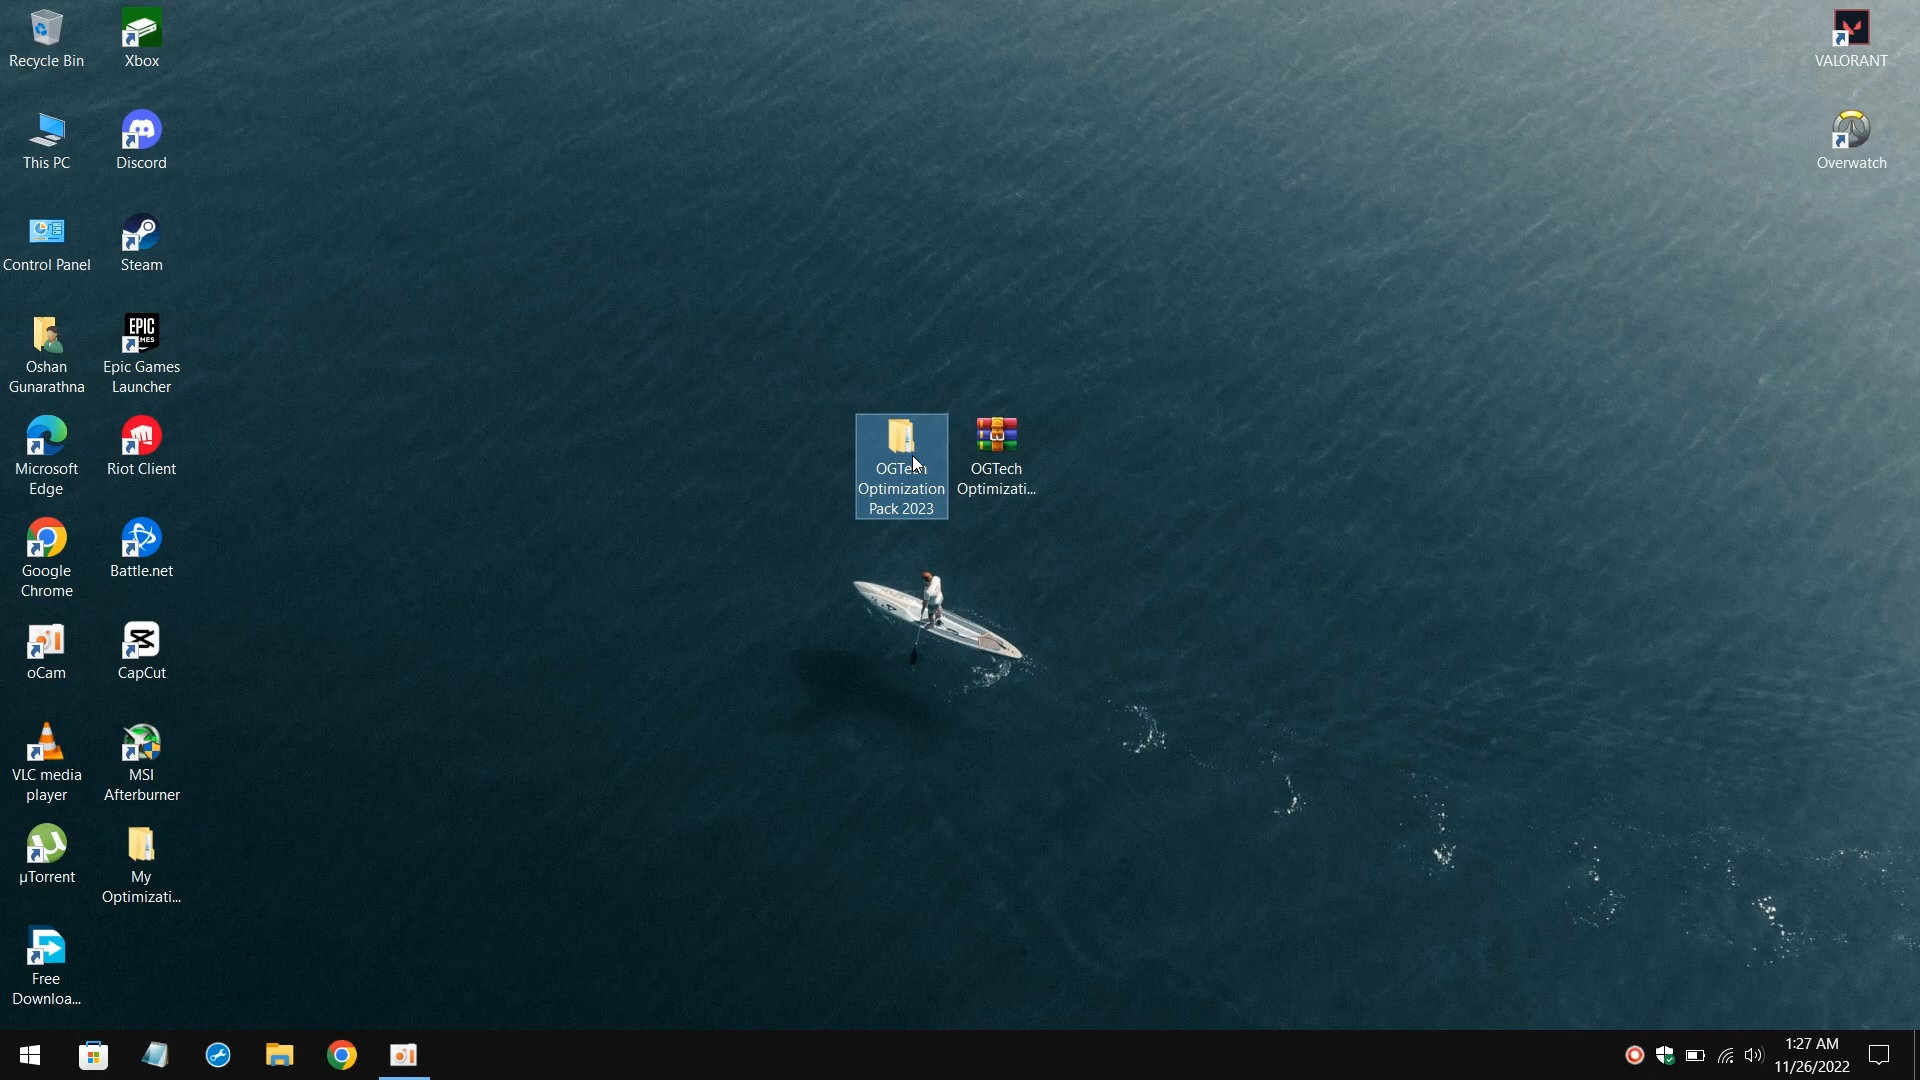 Recycle Bin
Xbox
VALORANT
This PC
Discord
Overwatch
Control Panel
Steam
Oshan
Gunarathna
EPIC
Epic Games
Launcher
Microsoft
Edge
Riot Client
OGTech
Optimization
Pack 2023
OGTech
Optimizati...
Google
Chrome
Battle.net
oCam
CapCut
VLC media
player
MSI
Afterburner
µTorrent
My
Optimizati...
Free
Downloa...
1:27 AM
11/26/2022